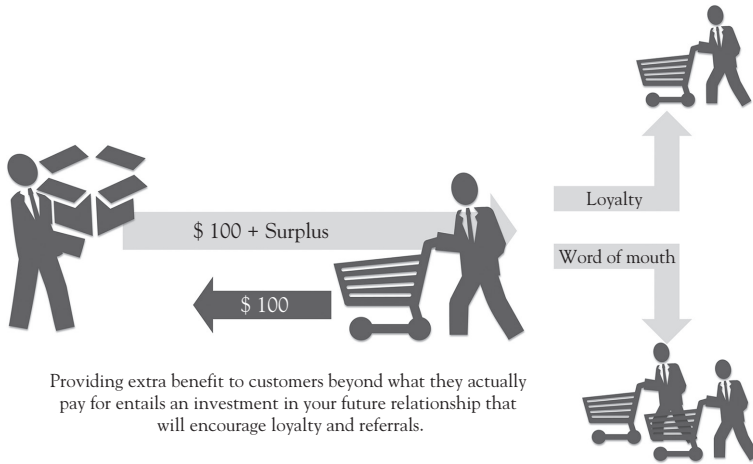 $ 100 + Surplus
$ 100
Loyalty
Word of mouth
Providing extra benefit to customers beyond what they actually
pay for entails an investment in your future relationship that
will encourage loyalty and referrals.